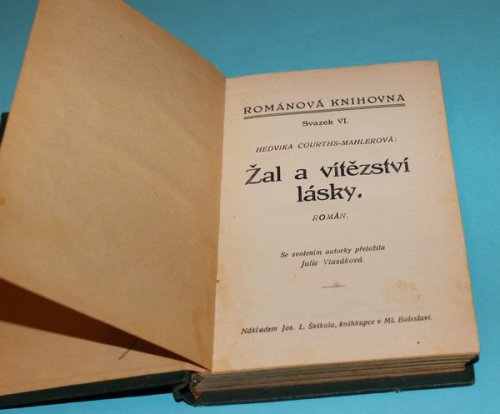 ROMÁNOVÁ KNIHOVNA
Svazek VI.
HEDVIKA COURTHS-MAHLEROVÁ:
Žal a vítězství
lásky.
ROMÁN.
Se svolením autorky přeložila
Julie Vlasáková.
Nákladem Jos. L. Švíkala, knihkupce v Ml. Boleslavi.